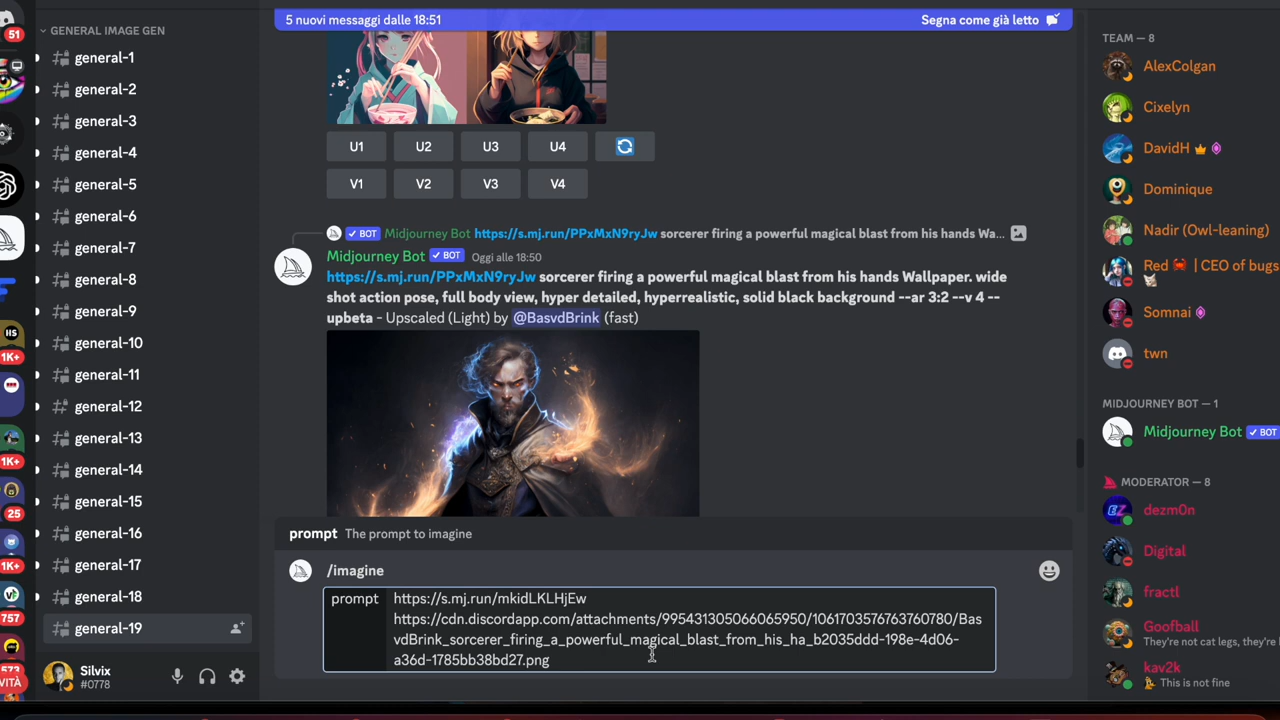 5 nuovi messaggi dalle 18:51
Segna come già letto
51
1K+
1K+
25
1K+
757
573
VITÀ
GENERAL IMAGE GEN
general-1
general-2
general-3
general-4
general-5
general-6
general-7
general-8
general-9
general-10
general-11
general-12
general-13
general-14
general-15
general-16
general-17
general-18
general-19
Silvix
#0778
U1 U2 U3 U4
V1 V2 V3 V4
BOT Midjourney Bot https://s.mj.run/PPxMxN9ryJw sorcerer firing a powerful magical blast from his hands Wa...
Midjourney Bot BOT Oggi alle 18:50
https://s.mj.run/PPxMxN9ryJw sorcerer firing a powerful magical blast from his hands Wallpaper. wide
shot action pose, full body view, hyper detailed, hyperrealistic, solid black background --ar 3:2 --v 4 --
upbeta - Upscaled (Light) by @BasvdBrink (fast)
prompt The prompt to imagine
/imagine
prompt https://s.mj.run/mkidLKLHjEw
https://cdn.discordapp.com/attachments/995431305066065950/1061703576763760780/Bas
vdBrink_sorcerer_firing_a_powerful_magical_blast_from_his_ha_b2035ddd-198e-4d06-
a36d-1785bb38bd27.png
TEAM — 8
AlexColgan
Cixelyn
DavidH
Dominique
Nadir (Owl-leaning)
Red | CEO of bugs
Somnai
twn
MIDJOURNEY BOT — 1
Midjourney Bot BOT
MODERATOR — 8
dezm0n
Digital
fractl
Goofball
They're not cat legs, they're h
kav2k
This is not fine